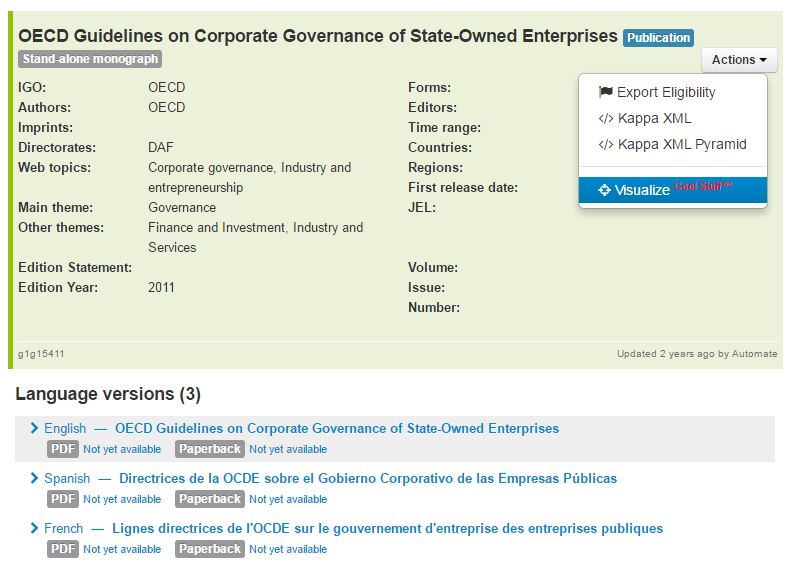 OECD Guidelines on Corporate Governance of State-Owned Enterprises Publication
Stand-alone monograph
Actions
IGO: OECD
Authors: OECD
Imprints:
Directorates: DAF
Web topics: Corporate governance, Industry and
entrepreneurship
Main theme: Governance
Other themes: Finance and Investment, Industry and
Services
Edition Statement:
Edition Year: 2011
Forms:
Editors:
Time range:
Countries:
Regions:
First release date:
JEL:
Volume:
Issue:
Number:
Export Eligibility
</> Kappa XML
</> Kappa XML Pyramid
Visualize Cool Stuff™
g1g15411
Updated 2 years ago by Automate
Language versions (3)
English — OECD Guidelines on Corporate Governance of State-Owned Enterprises
PDF Not yet available Paperback Not yet available
Spanish — Directrices de la OCDE sobre el Gobierno Corporativo de las Empresas Públicas
PDF Not yet available Paperback Not yet available
French — Lignes directrices de l'OCDE sur le gouvernement d'entreprise des entreprises publiques
PDF Not yet available Paperback Not yet available